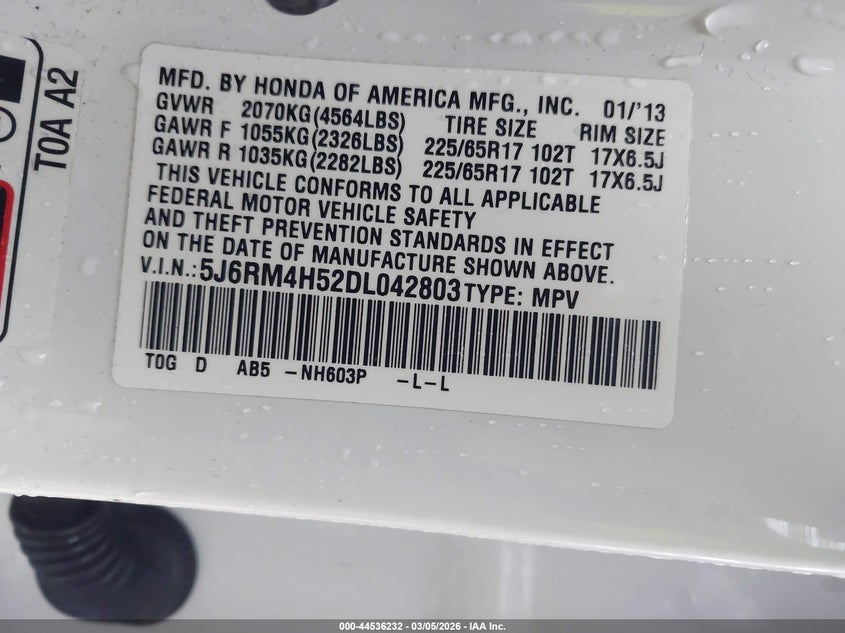 T0A A2
MFD. BY HONDA OF AMERICA MFG., INC. 01/'13
GVWR 2070KG(4564LBS) TIRE SIZE RIM SIZE
GAWR F 1055KG(2326LBS) 225/65R17 102T 17X6.5J
GAWR R 1035KG(2282LBS) 225/65R17 102T 17X6.5J
THIS VEHICLE CONFORMS TO ALL APPLICABLE
FEDERAL MOTOR VEHICLE SAFETY
AND THEFT PREVENTION STANDARDS IN EFFECT
ON THE DATE OF MANUFACTURE SHOWN ABOVE.
V.I.N.:5J6RM4H52DL042803 TYPE: MPV
T0G D AB5 -NH603P -L-L
000-44536232 - 03/05/2026 - IAA Inc.